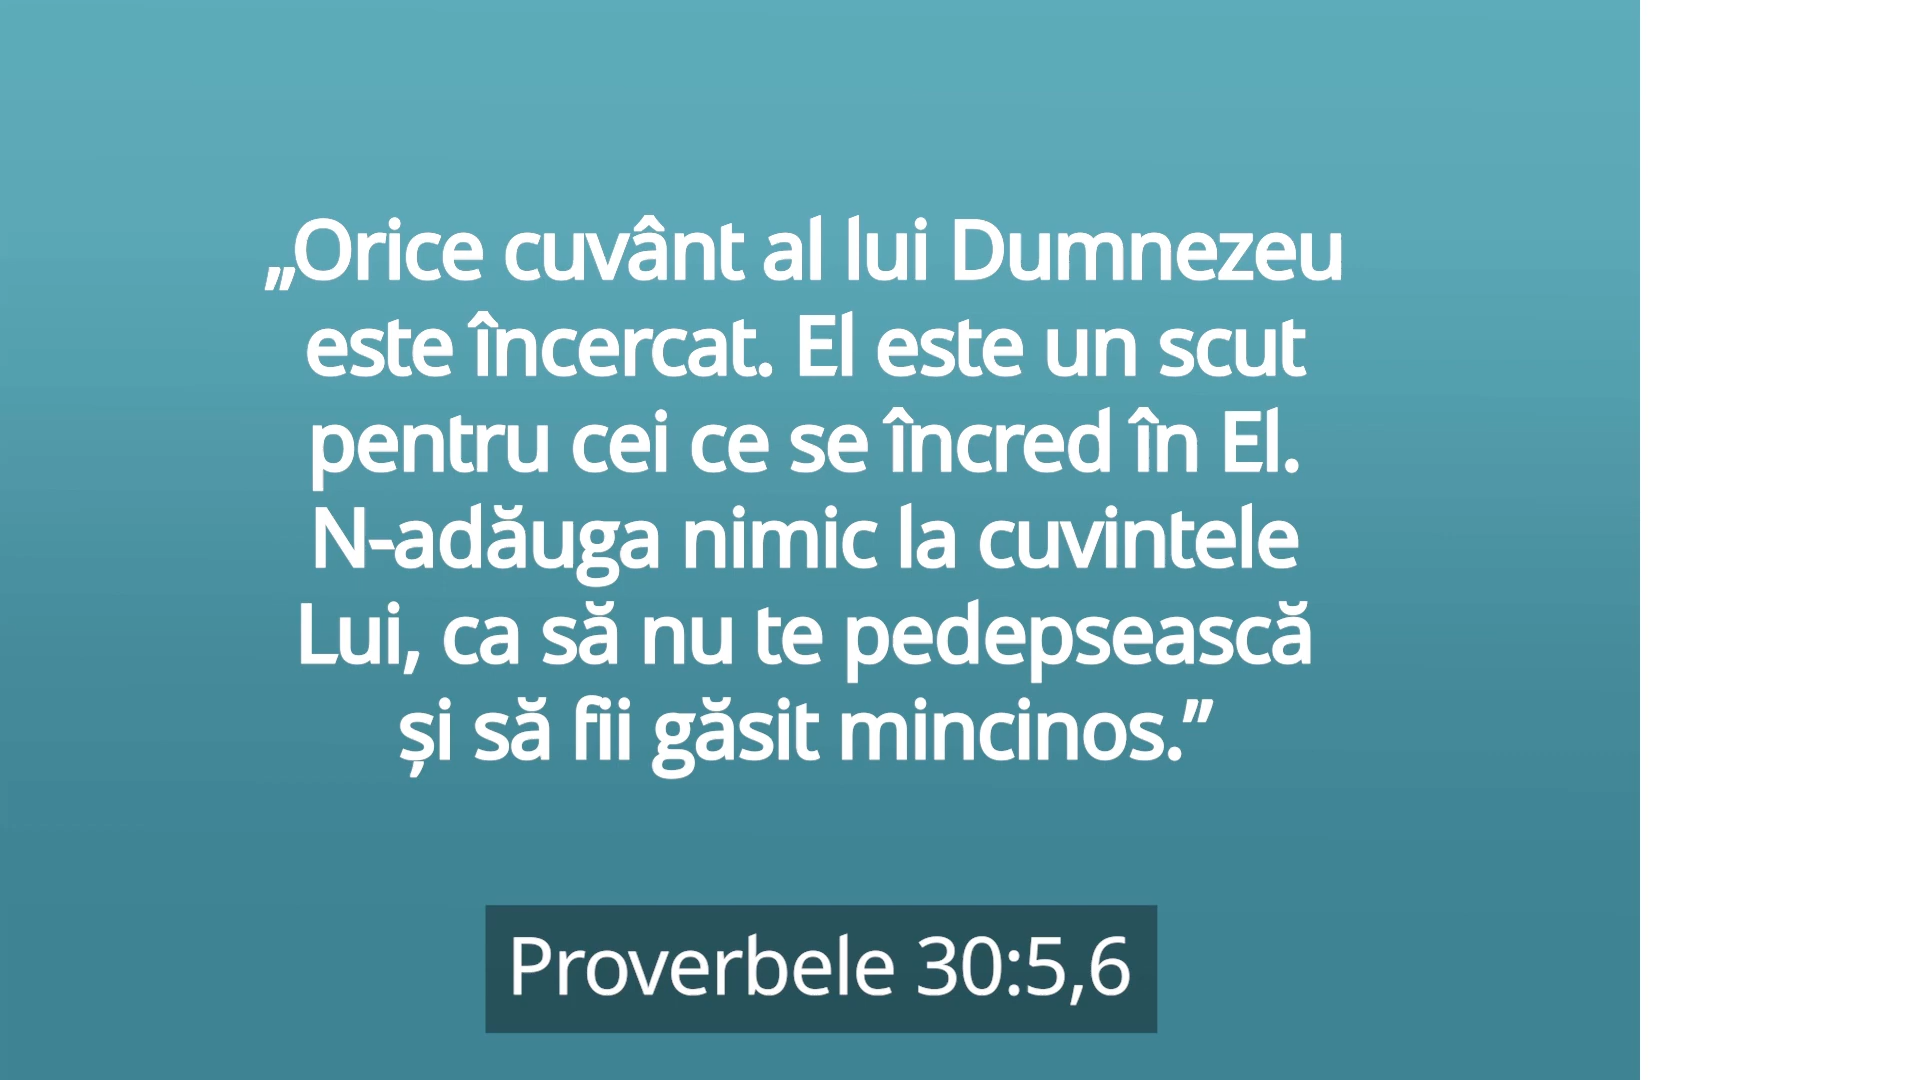 „Orice cuvânt al lui Dumnezeu
este încercat. El este un scut
pentru cei ce se încred în El.
N-adăuga nimic la cuvintele
Lui, ca să nu te pedepsească
și să fii găsit mincinos.”
Proverbele 30:5,6